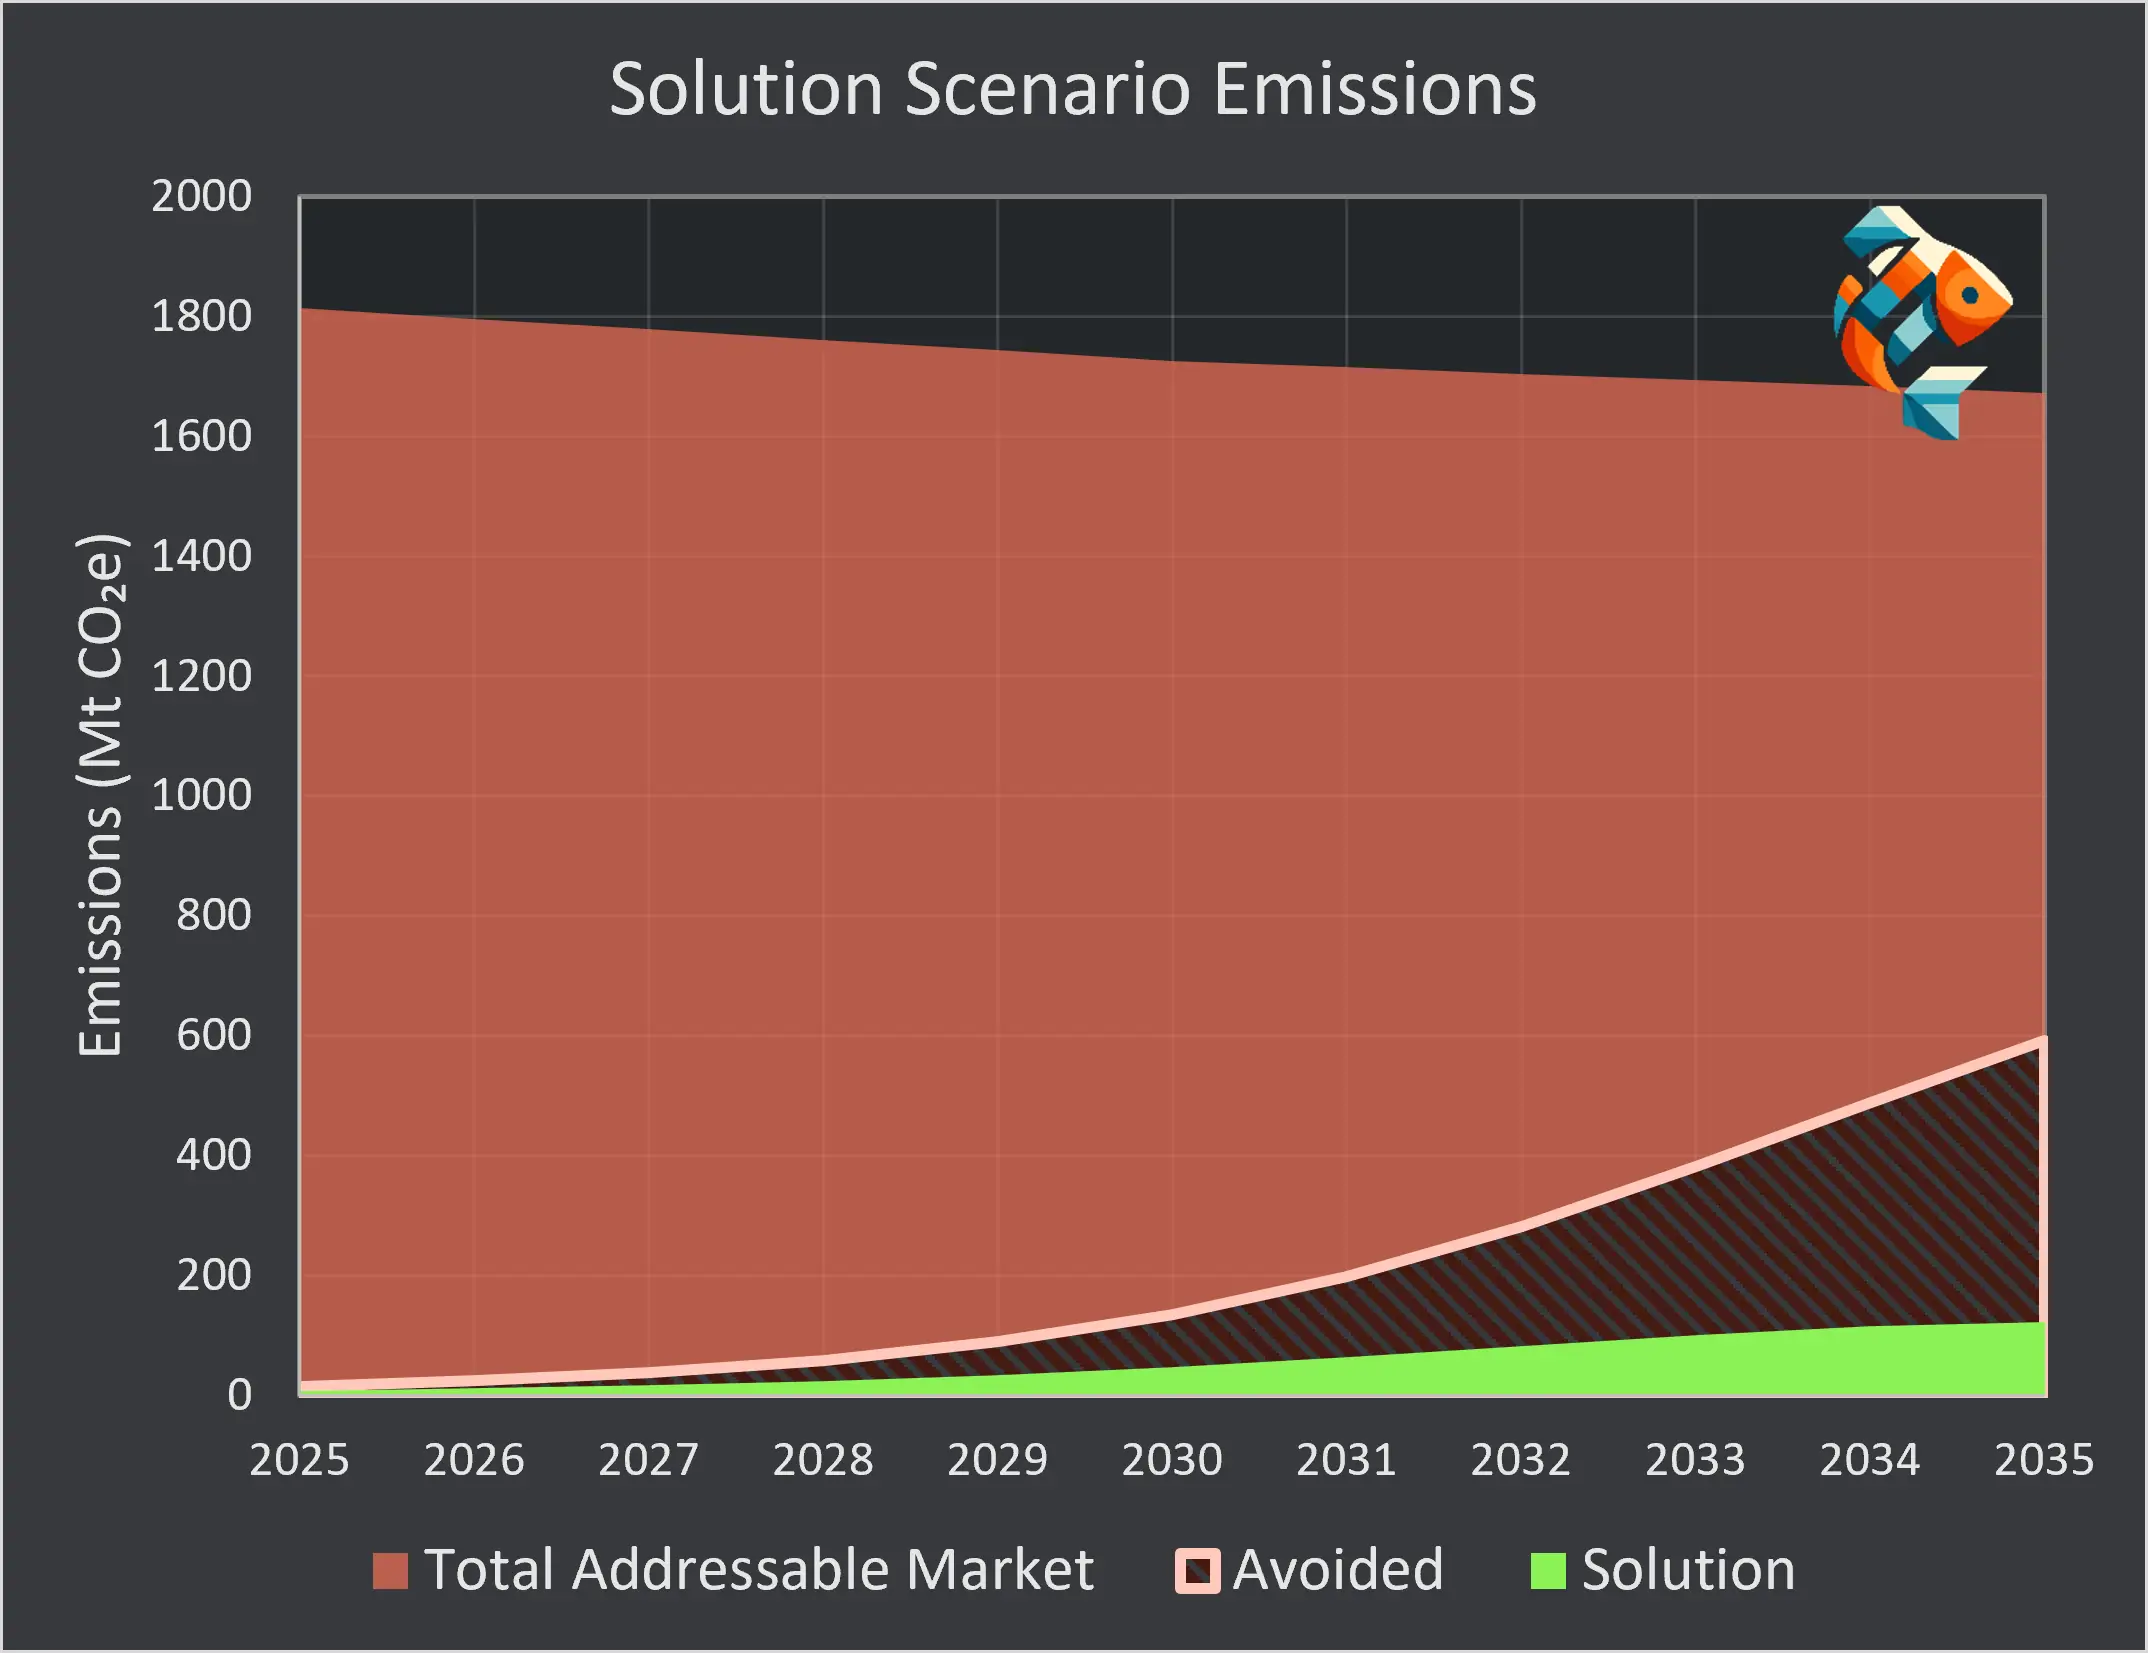 Solution Scenario Emissions
Emissions (Mt CO₂e)
2000
1800
1600
1400
1200
1000
800
600
400
200
0
2025 2026 2027 2028 2029 2030 2031 2032 2033 2034 2035
Total Addressable Market Avoided Solution